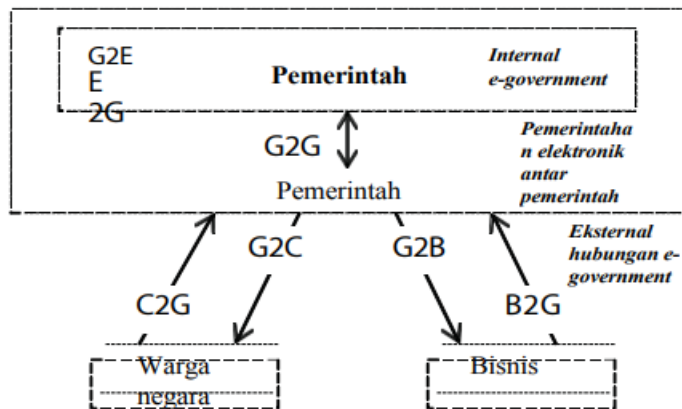 G2E
E
2G
Pemerintah
Internal
e-government
G2G
Pemerintaha
n elektronik
antar
pemerintah
Pemerintah
Eksternal
hubungan e-
government
C2G
G2C
G2B
B2G
Warga
negara
Bisnis